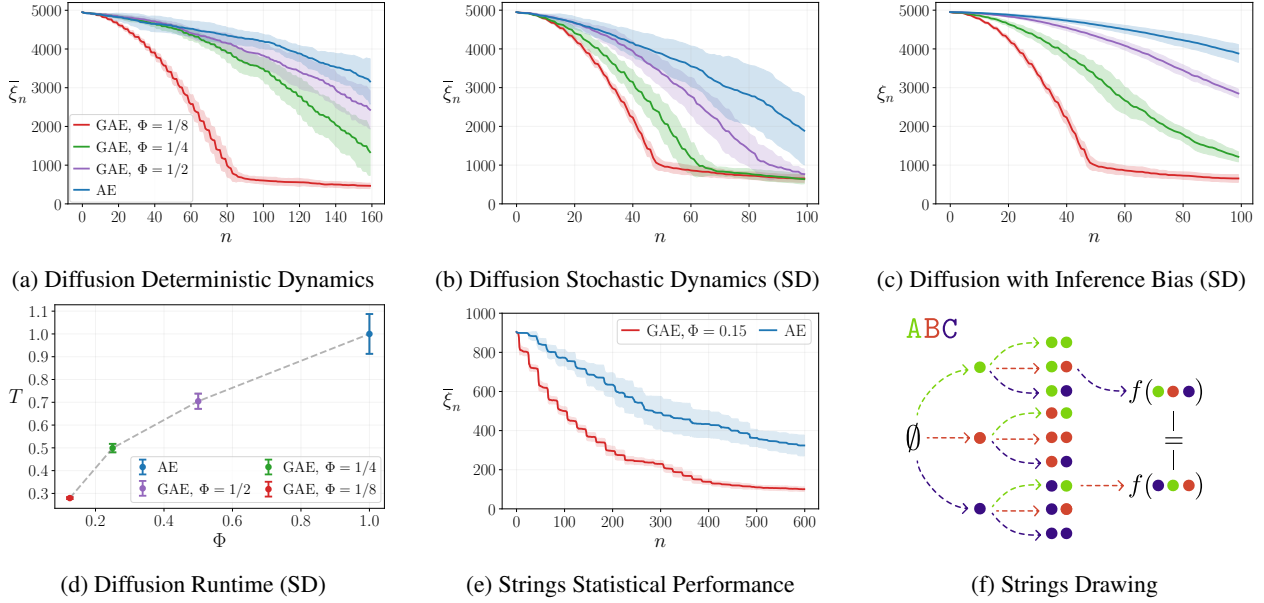 5000
4000
ξ̄ₙ
3000
2000
1000
0
GAE, Φ = 1/8
GAE, Φ = 1/4
GAE, Φ = 1/2
AE
0 20 40 60 80 100 120 140 160
n
(a) Diffusion Deterministic Dynamics
5000
4000
ξ̄ₙ
3000
2000
1000
0
0 20 40 60 80 100
n
(b) Diffusion Stochastic Dynamics (SD)
5000
4000
ξₙ
3000
2000
1000
0
0 20 40 60 80 100
n
(c) Diffusion with Inference Bias (SD)
1.1
1.0
0.9
0.8
T
0.7
0.6
0.5
0.4
0.3
AE
GAE, Φ = 1/2
GAE, Φ = 1/4
GAE, Φ = 1/8
0.2 0.4 0.6 0.8 1.0
Φ
(d) Diffusion Runtime (SD)
1000
800
ξ̄ₙ
600
400
200
0
GAE, Φ = 0.15 AE
0 100 200 300 400 500 600
n
(e) Strings Statistical Performance
ABC
f( )
∅ =
f( )
(f) Strings Drawing